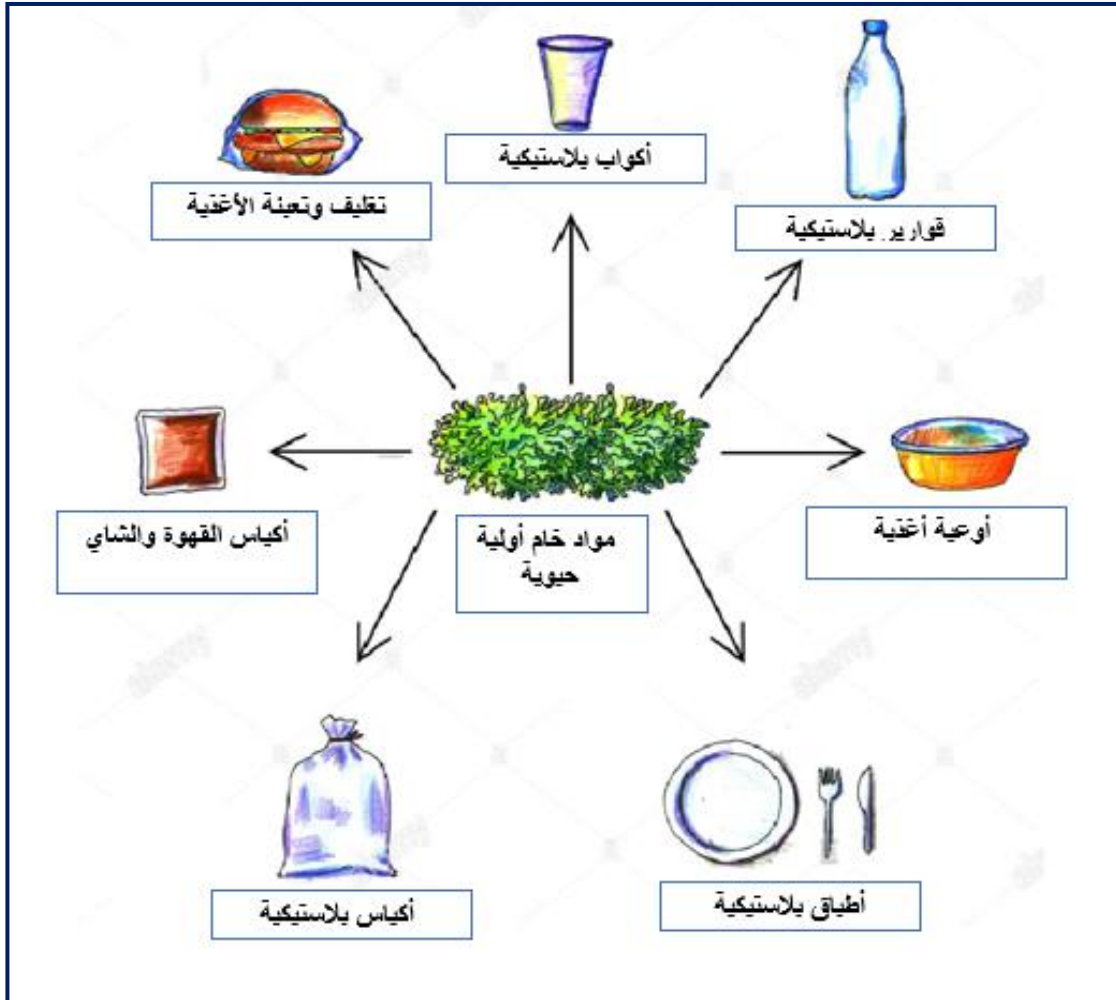 أكواب بلاستيكية
قوارير بلاستيكية
تغليف وتعبئة الأغذية
أوعية أغذية
مواد خام أولية
حيوية
أكياس القهوة والشاي
أطباق بلاستيكية
أكياس بلاستيكية